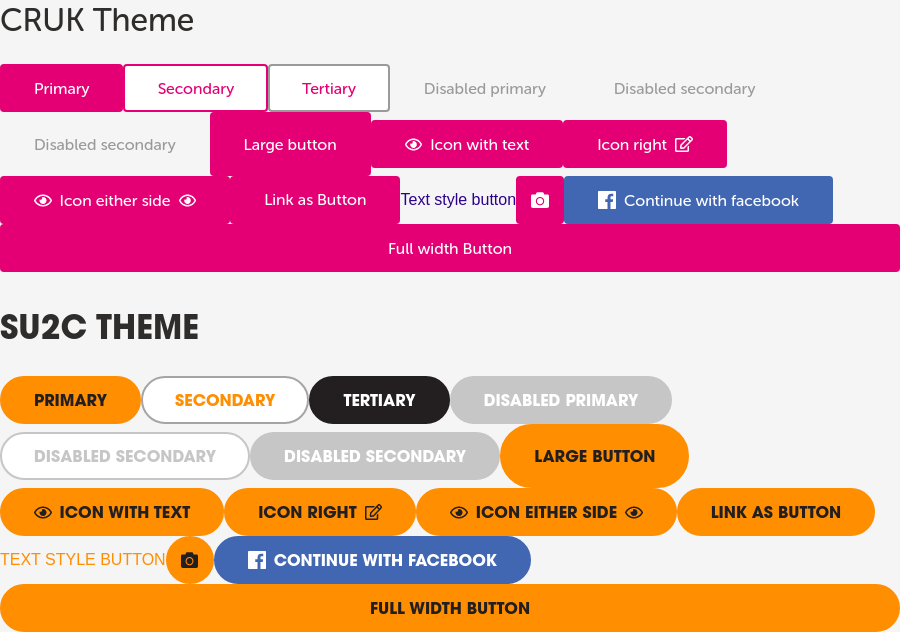 CRUK Theme
Primary Secondary Tertiary Disabled primary Disabled secondary
Disabled secondary Large button Icon with text Icon right
Icon either side Link as Button Text style button Continue with facebook
Full width Button
SU2C THEME
PRIMARY SECONDARY TERTIARY DISABLED PRIMARY
DISABLED SECONDARY DISABLED SECONDARY LARGE BUTTON
ICON WITH TEXT ICON RIGHT ICON EITHER SIDE LINK AS BUTTON
TEXT STYLE BUTTON CONTINUE WITH FACEBOOK
FULL WIDTH BUTTON